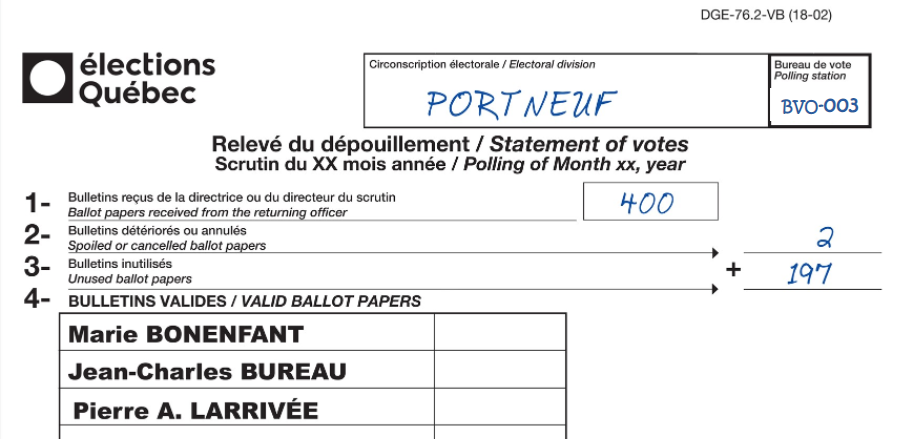 DGE-76.2-VB (18-02)
élections
Québec
Circonscription électorale / Electoral division
PORTNEUF
Bureau de vote
Polling station
BVO-003
Relevé du dépouillement / Statement of votes
Scrutin du XX mois année / Polling of Month xx, year
1- Bulletins reçus de la directrice ou du directeur du scrutin
Ballot papers received from the returning officer
400
2- Bulletins détériorés ou annulés
Spoiled or cancelled ballot papers
2
3- Bulletins inutilisés
Unused ballot papers
+ 197
4- BULLETINS VALIDES / VALID BALLOT PAPERS
Marie BONENFANT
Jean-Charles BUREAU
Pierre A. LARRIVÉE